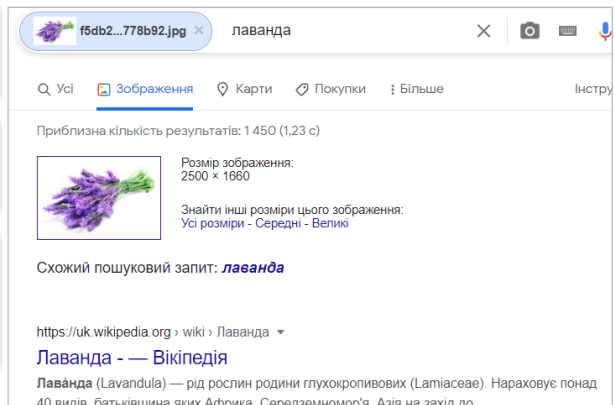 f5db2...778b92.jpg × лаванда
Усі Зображення Карти Покупки Більше Інстру
Приблизна кількість результатів: 1 450 (1,23 с)
Розмір зображення:
2500 × 1660
Знайти інші розміри цього зображення:
Усі розміри - Середні - Великі
Схожий пошуковий запит: лаванда
https://uk.wikipedia.org › wiki › Лаванда
Лаванда - — Вікіпедія
Лава́нда (Lavandula) — рід рослин родини глухокропивових (Lamiaceae). Нараховує понад
40 видів, батьківщина яких Африка, Середземномор'я, Азія на захід до